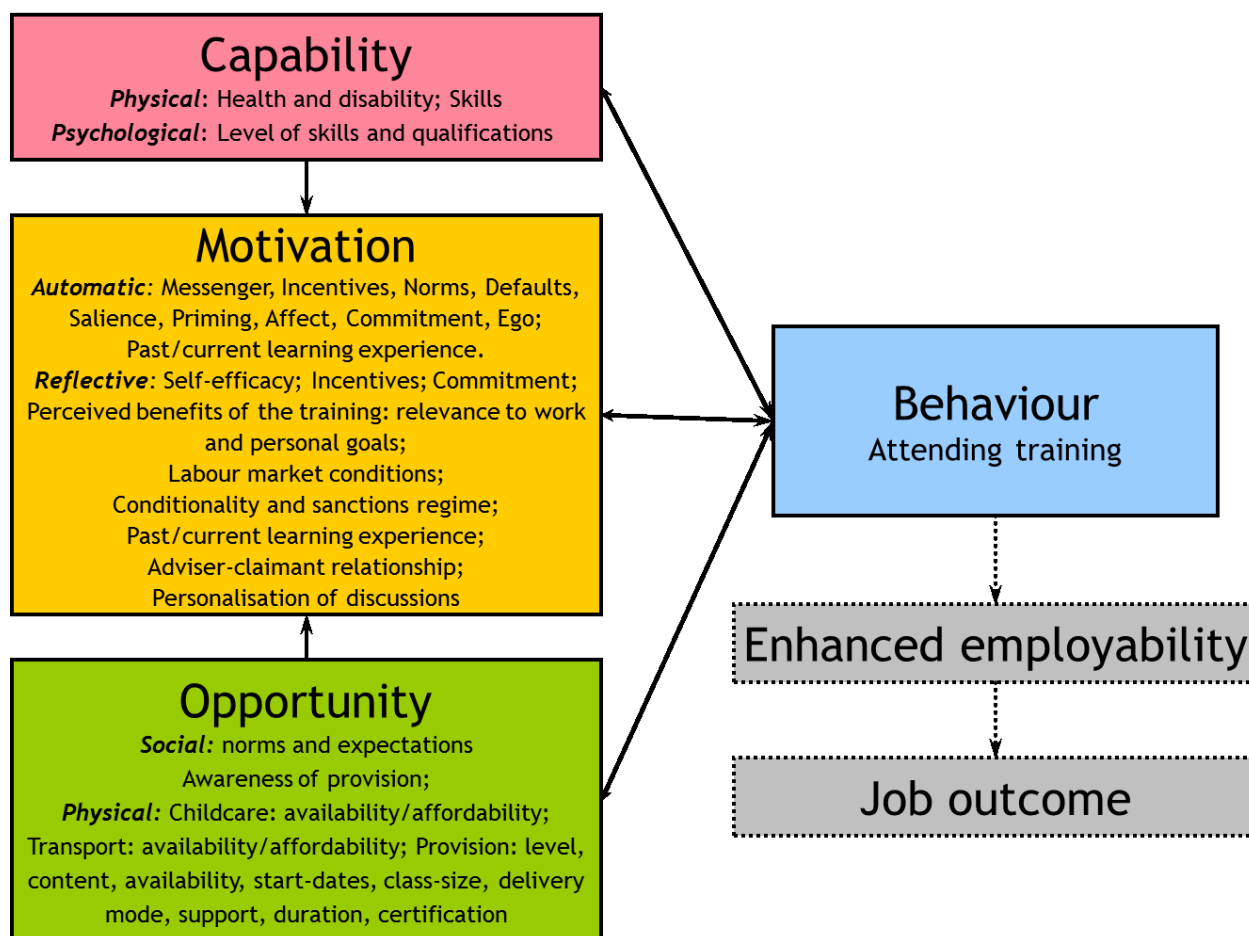 Capability
Physical: Health and disability; Skills
Psychological: Level of skills and qualifications
Motivation
Automatic: Messenger, Incentives, Norms, Defaults,
Salience, Priming, Affect, Commitment, Ego;
Past/current learning experience.
Reflective: Self-efficacy; Incentives; Commitment;
Perceived benefits of the training: relevance to work
and personal goals;
Labour market conditions;
Conditionality and sanctions regime;
Past/current learning experience;
Adviser-claimant relationship;
Personalisation of discussions
Opportunity
Social: norms and expectations
Awareness of provision;
Physical: Childcare: availability/affordability;
Transport: availability/affordability; Provision: level,
content, availability, start-dates, class-size, delivery
mode, support, duration, certification
Behaviour
Attending training
Enhanced employability
Job outcome